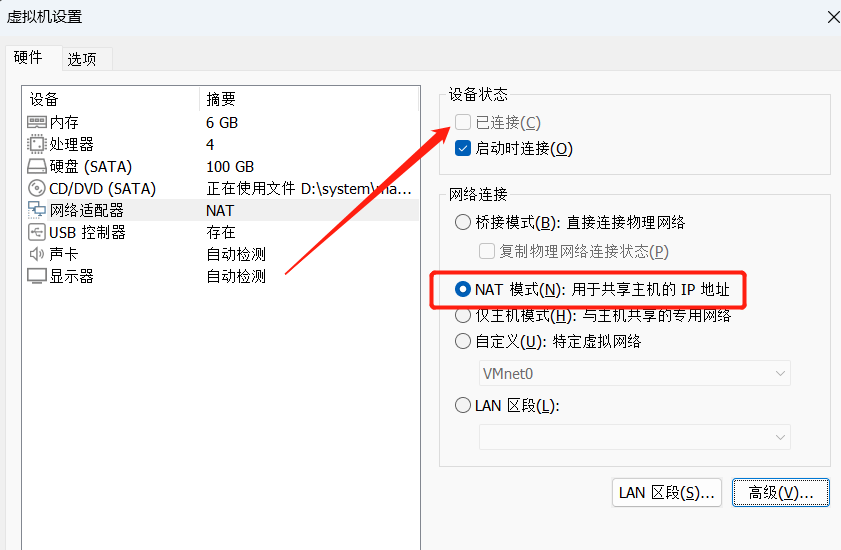 虚拟机设置
硬件 选项
设备 摘要
内存 6 GB
处理器 4
硬盘 (SATA) 100 GB
CD/DVD (SATA) 正在使用文件 D:\system\ma...
网络适配器 NAT
USB 控制器 存在
声卡 自动检测
显示器 自动检测
设备状态
已连接(C)
启动时连接(O)
网络连接
桥接模式(B): 直接连接物理网络
复制物理网络连接状态(P)
NAT 模式(N): 用于共享主机的 IP 地址
仅主机模式(H): 与主机共享的专用网络
自定义(U): 特定虚拟网络
VMnet0
LAN 区段(L):
LAN 区段(S)... 高级(V)...